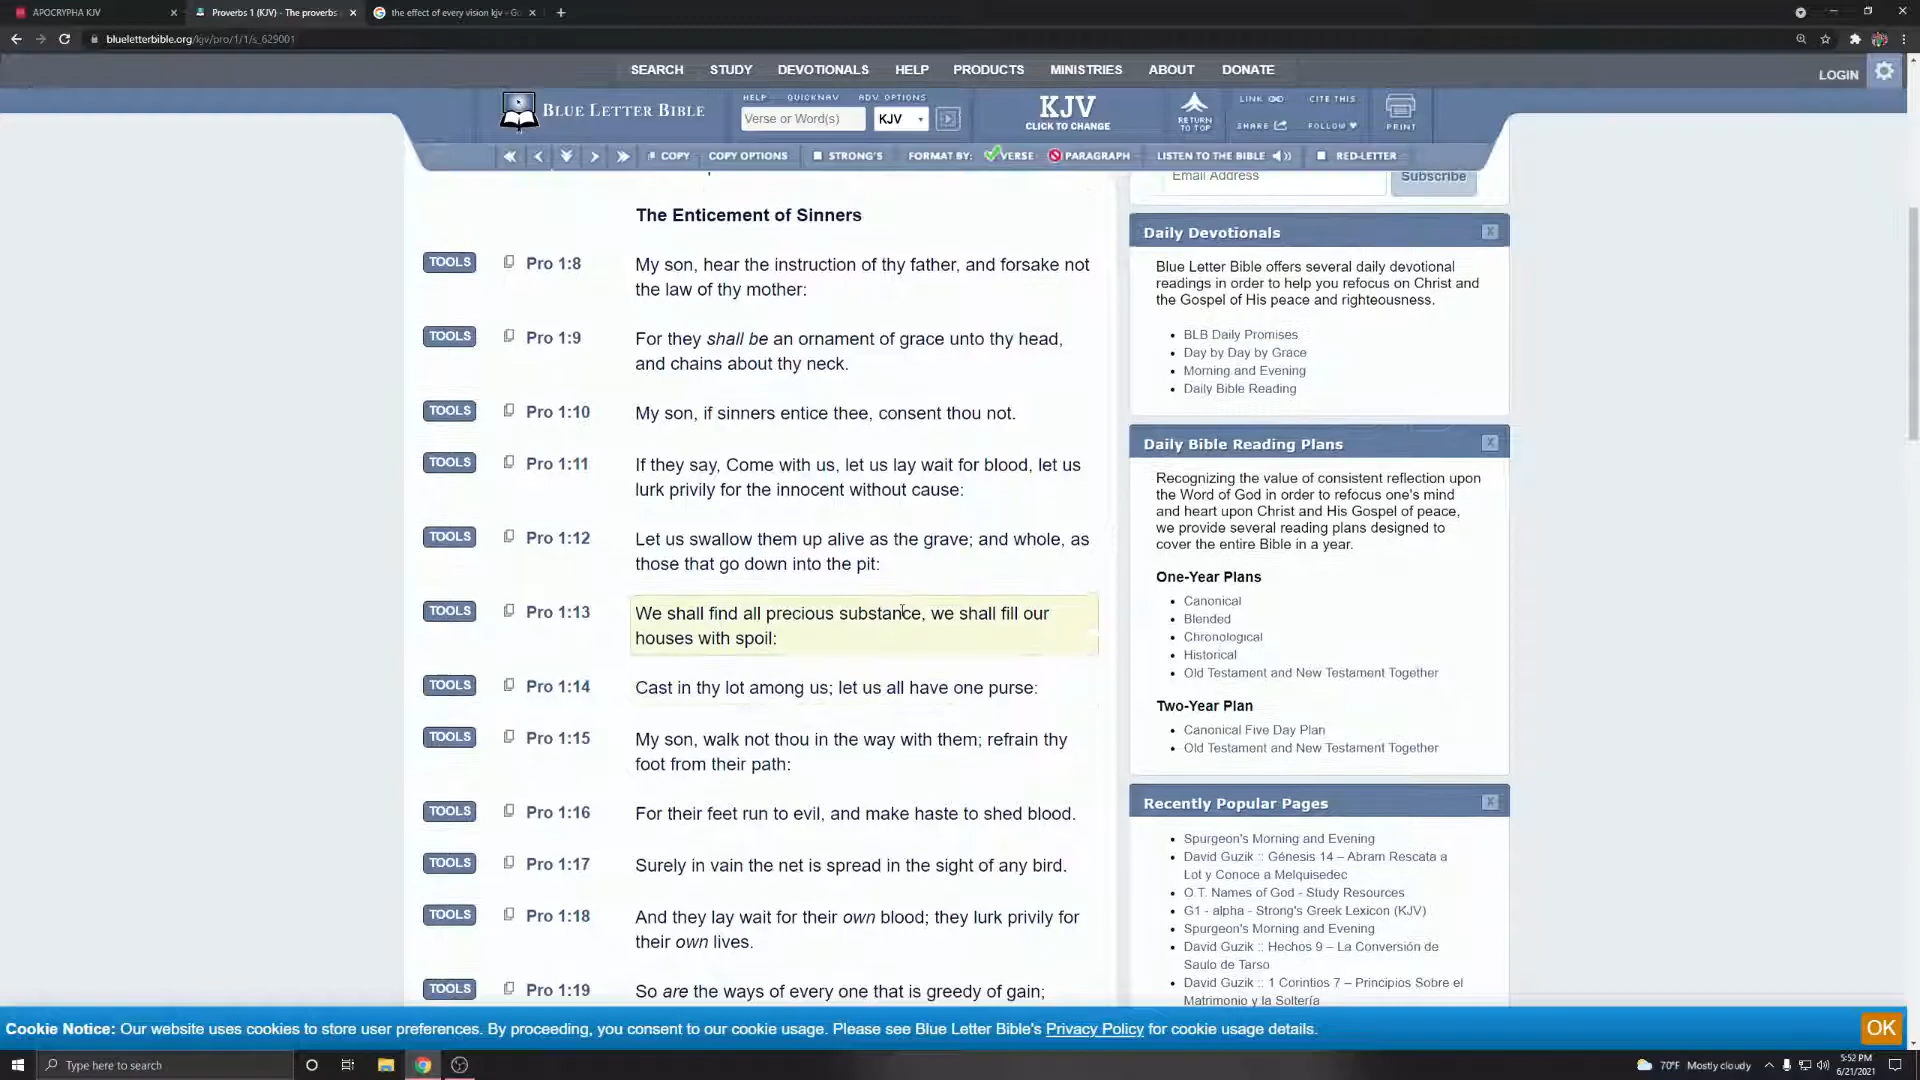 APOCRYPHA KJV
Proverbs 1 (KJV) - The proverbs
the effect of every vision kjv - Go
blueletterbible.org/kjv/pro/1/1/s_629001
SEARCH STUDY DEVOTIONALS HELP PRODUCTS MINISTRIES ABOUT DONATE
LOGIN
BLUE LETTER BIBLE
HELP QUICKNAV ADV. OPTIONS
Verse or Word(s)
KJV
KJV
CLICK TO CHANGE
RETURN
TO TOP
LINK
CITE THIS
SHARE
FOLLOW
PRINT
COPY COPY OPTIONS STRONG'S FORMAT BY: VERSE PARAGRAPH LISTEN TO THE BIBLE RED-LETTER
Email Address
Subscribe
The Enticement of Sinners
TOOLS Pro 1:8 My son, hear the instruction of thy father, and forsake not
the law of thy mother:
TOOLS Pro 1:9 For they shall be an ornament of grace unto thy head,
and chains about thy neck.
TOOLS Pro 1:10 My son, if sinners entice thee, consent thou not.
TOOLS Pro 1:11 If they say, Come with us, let us lay wait for blood, let us
lurk privily for the innocent without cause:
TOOLS Pro 1:12 Let us swallow them up alive as the grave; and whole, as
those that go down into the pit:
TOOLS Pro 1:13 We shall find all precious substance, we shall fill our
houses with spoil:
TOOLS Pro 1:14 Cast in thy lot among us; let us all have one purse:
TOOLS Pro 1:15 My son, walk not thou in the way with them; refrain thy
foot from their path:
TOOLS Pro 1:16 For their feet run to evil, and make haste to shed blood.
TOOLS Pro 1:17 Surely in vain the net is spread in the sight of any bird.
TOOLS Pro 1:18 And they lay wait for their own blood; they lurk privily for
their own lives.
TOOLS Pro 1:19 So are the ways of every one that is greedy of gain;
Daily Devotionals
Blue Letter Bible offers several daily devotional
readings in order to help you refocus on Christ and
the Gospel of His peace and righteousness.
BLB Daily Promises
Day by Day by Grace
Morning and Evening
Daily Bible Reading
Daily Bible Reading Plans
Recognizing the value of consistent reflection upon
the Word of God in order to refocus one's mind
and heart upon Christ and His Gospel of peace,
we provide several reading plans designed to
cover the entire Bible in a year.
One-Year Plans
Canonical
Blended
Chronological
Historical
Old Testament and New Testament Together
Two-Year Plan
Canonical Five Day Plan
Old Testament and New Testament Together
Recently Popular Pages
Spurgeon's Morning and Evening
David Guzik :: Génesis 14 – Abram Rescata a
Lot y Conoce a Melquisedec
O.T. Names of God - Study Resources
G1 - alpha - Strong's Greek Lexicon (KJV)
Spurgeon's Morning and Evening
David Guzik :: Hechos 9 – La Conversión de
Saulo de Tarso
David Guzik :: 1 Corintios 7 – Principios Sobre el
Matrimonio y la Soltería
Cookie Notice: Our website uses cookies to store user preferences. By proceeding, you consent to our cookie usage. Please see Blue Letter Bible's Privacy Policy for cookie usage details.
OK
Type here to search
70°F Mostly cloudy
5:52 PM
6/21/2021